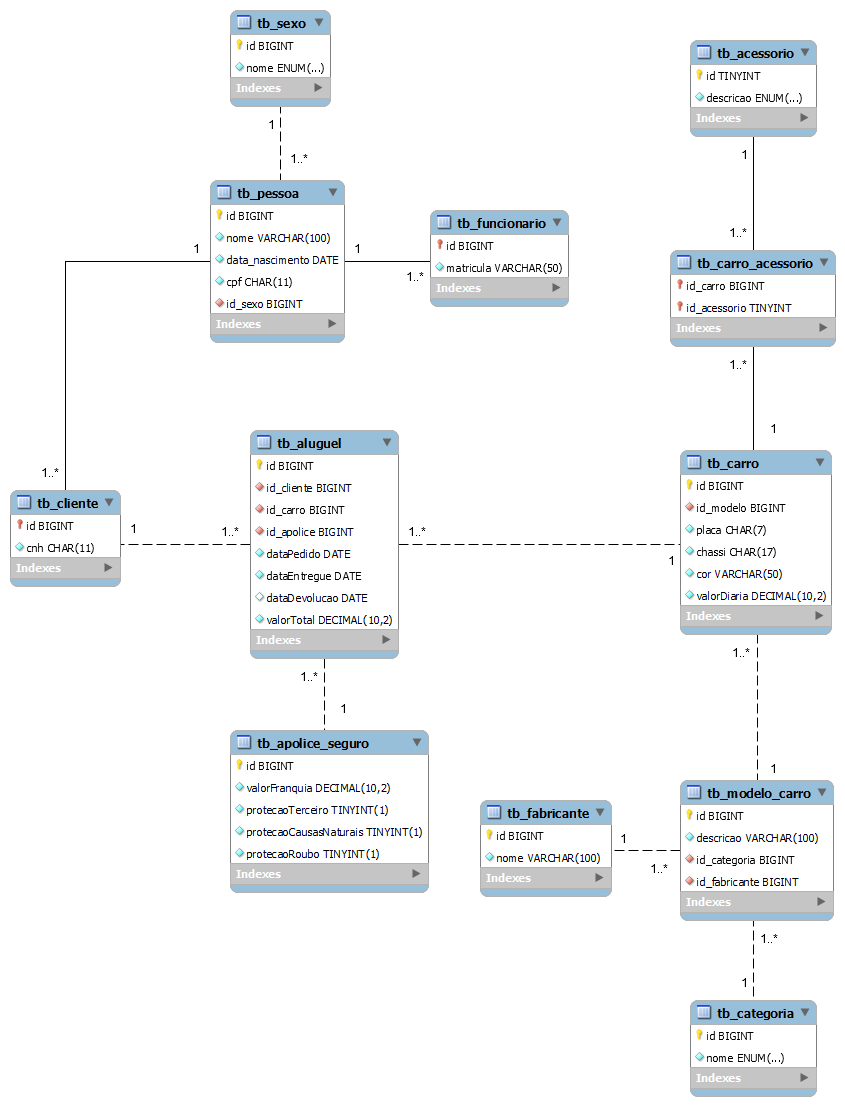 tb_sexo
id BIGINT
nome ENUM(...)
Indexes
1
1..*
tb_acessorio
id TINYINT
descricao ENUM(...)
Indexes
1
1..*
tb_pessoa
id BIGINT
nome VARCHAR(100)
data_nascimento DATE
cpf CHAR(11)
id_sexo BIGINT
Indexes
1
1
1..*
tb_funcionario
id BIGINT
matricula VARCHAR(50)
Indexes
tb_carro_acessorio
id_carro BIGINT
id_acessorio TINYINT
Indexes
1..*
1
1..*
tb_cliente
id BIGINT
cnh CHAR(11)
Indexes
1
1..*
tb_aluguel
id BIGINT
id_cliente BIGINT
id_carro BIGINT
id_apolice BIGINT
dataPedido DATE
dataEntregue DATE
dataDevolucao DATE
valorTotal DECIMAL(10,2)
Indexes
1..*
1
tb_carro
id BIGINT
id_modelo BIGINT
placa CHAR(7)
chassi CHAR(17)
cor VARCHAR(50)
valorDiaria DECIMAL(10,2)
Indexes
1..*
1
1..*
1
tb_apolice_seguro
id BIGINT
valorFranquia DECIMAL(10,2)
protecaoTerceiro TINYINT(1)
protecaoCausasNaturais TINYINT(1)
protecaoRoubo TINYINT(1)
Indexes
tb_fabricante
id BIGINT
nome VARCHAR(100)
Indexes
1
1..*
tb_modelo_carro
id BIGINT
descricao VARCHAR(100)
id_categoria BIGINT
id_fabricante BIGINT
Indexes
1..*
1
tb_categoria
id BIGINT
nome ENUM(...)
Indexes